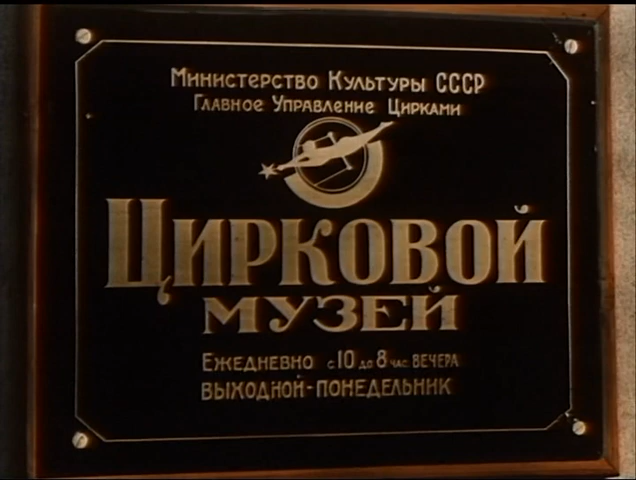 Министерство Культуры СССР
Главное Управление Цирками
Цирковой
музей
Ежедневно с 10 до 8 час. вечера
выходной-понедельник